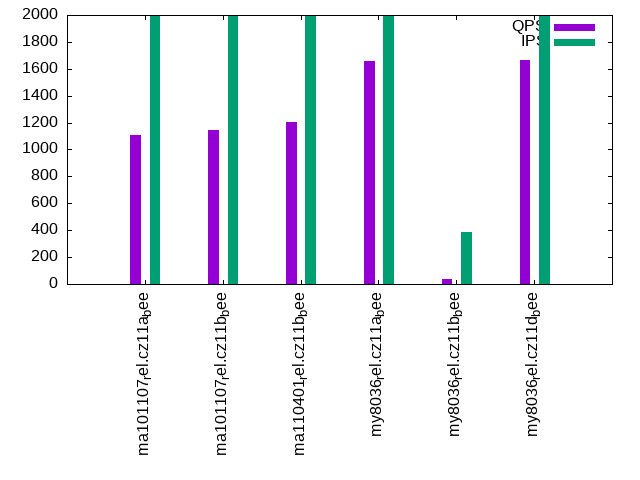 2000
1800
1600
1400
1200
1000
800
600
400
200
0
QPS
IPS
ma101107rel.cz11abee
ma101107rel.cz11bbee
ma110401rel.cz11bbee
my8036rel.cz11abee
my8036rel.cz11bbee
my8036rel.cz11dbee